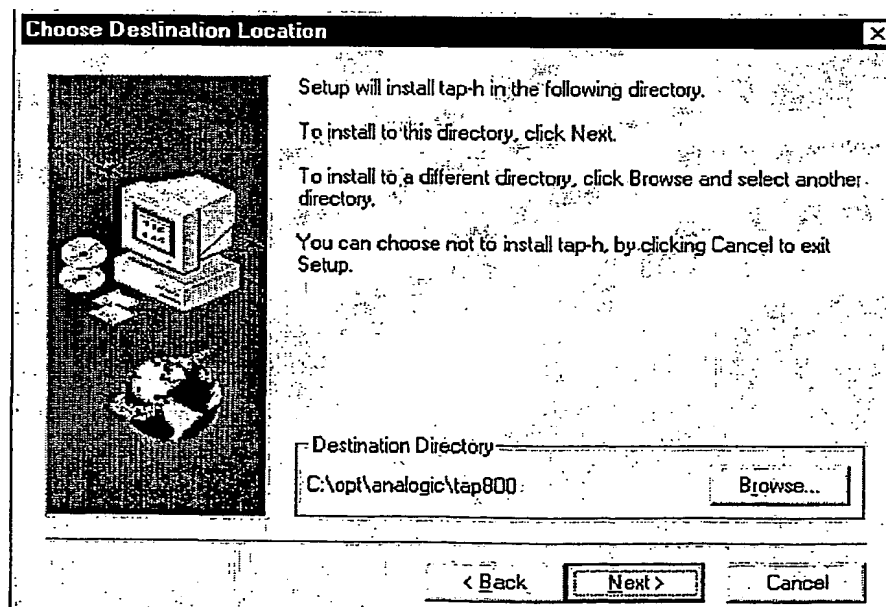 Choose Destination Location
Setup will install tap-h in the following directory.
To install to this directory, click Next.
To install to a different directory, click Browse and select another
directory.
You can choose not to install tap-h, by clicking Cancel to exit
Setup.
Destination Directory
C:\opt\analogic\tap800
Browse...
< Back
Next >
Cancel